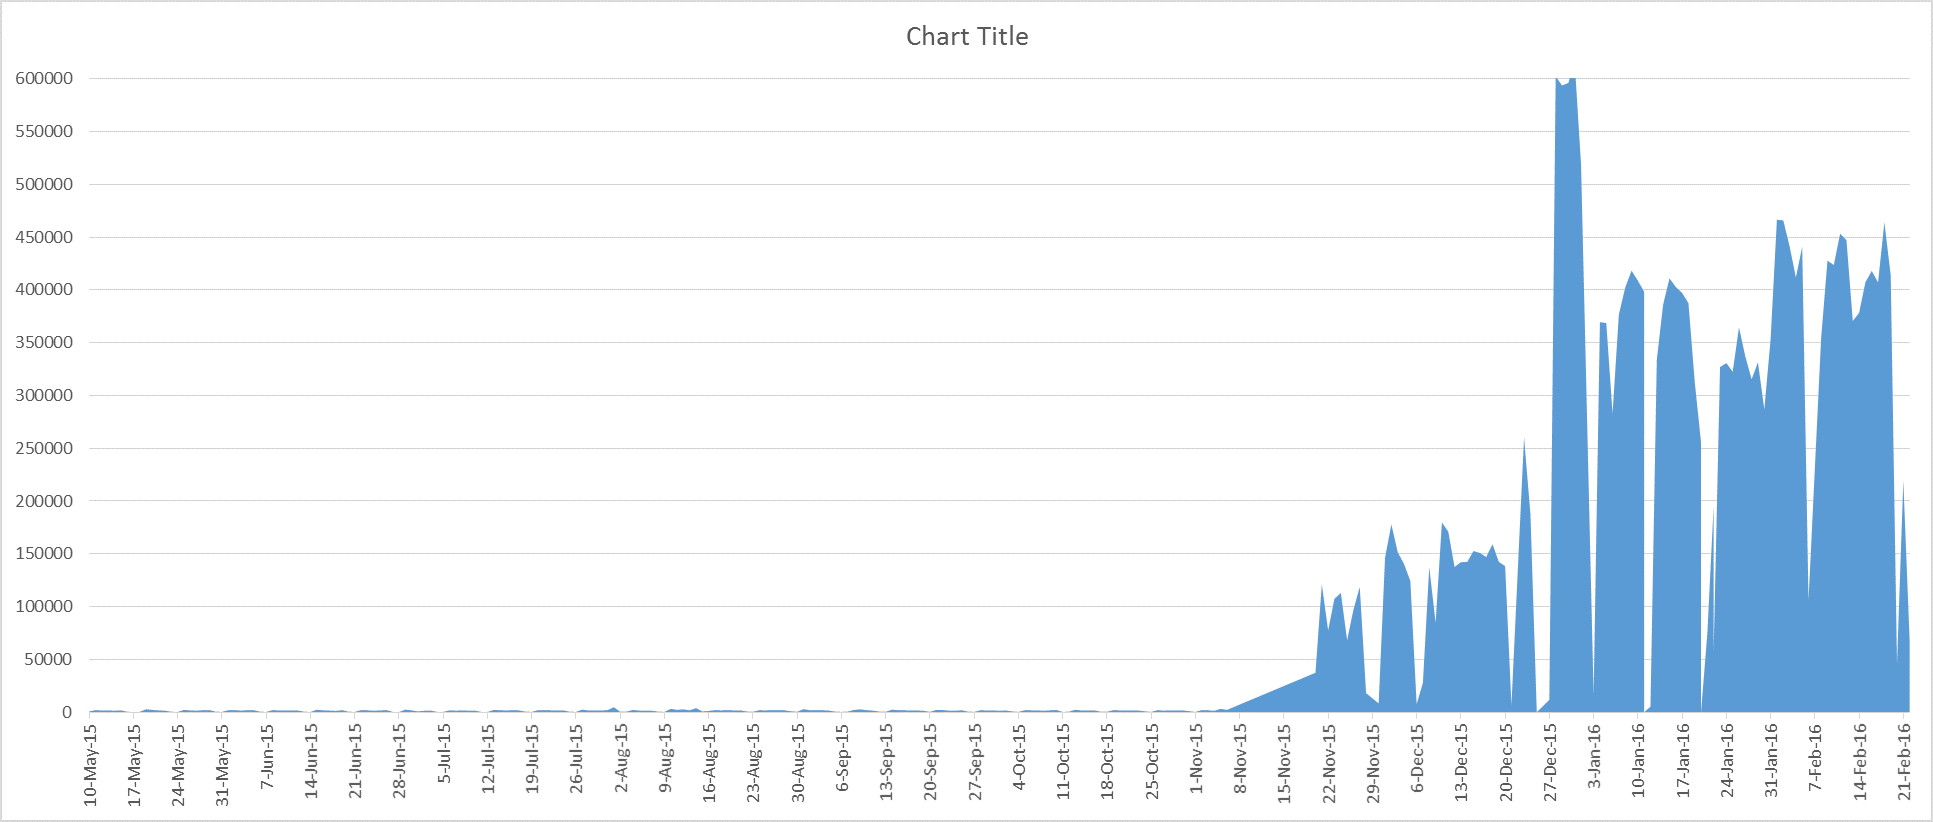 Chart Title
600000
550000
500000
450000
400000
350000
300000
250000
200000
150000
100000
50000
0
10-May-15
17-May-15
24-May-15
31-May-15
7-Jun-15
14-Jun-15
21-Jun-15
28-Jun-15
5-Jul-15
12-Jul-15
19-Jul-15
26-Jul-15
2-Aug-15
9-Aug-15
16-Aug-15
23-Aug-15
30-Aug-15
6-Sep-15
13-Sep-15
20-Sep-15
27-Sep-15
4-Oct-15
11-Oct-15
18-Oct-15
25-Oct-15
1-Nov-15
8-Nov-15
15-Nov-15
22-Nov-15
29-Nov-15
6-Dec-15
13-Dec-15
20-Dec-15
27-Dec-15
3-Jan-16
10-Jan-16
17-Jan-16
24-Jan-16
31-Jan-16
7-Feb-16
14-Feb-16
21-Feb-16